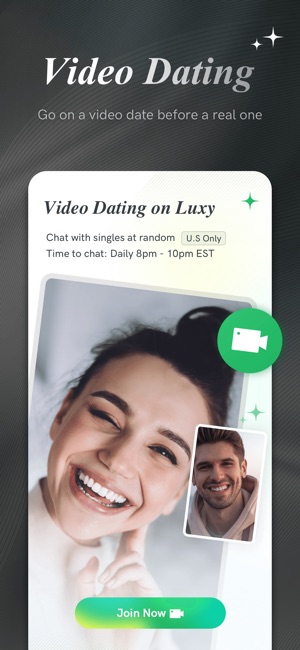 Video Dating
Go on a video date before a real one
Video Dating on Luxy
Chat with singles at random U.S Only
Time to chat: Daily 8pm - 10pm EST
Join Now